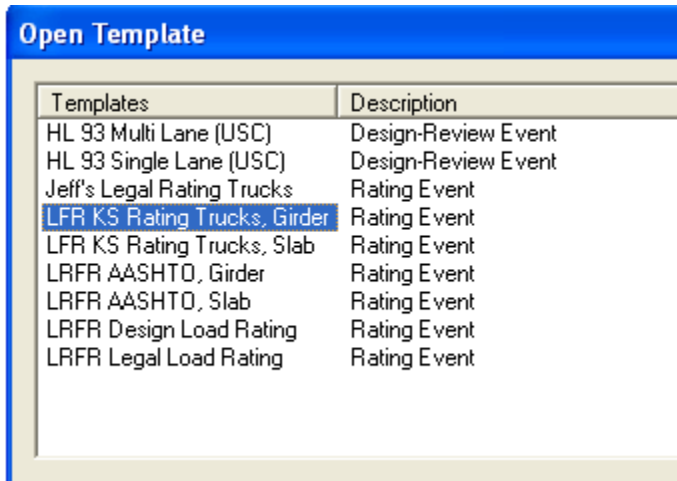 Open Template
Templates Description
HL 93 Multi Lane (USC) Design-Review Event
HL 93 Single Lane (USC) Design-Review Event
Jeff's Legal Rating Trucks Rating Event
LFR KS Rating Trucks, Girder Rating Event
LFR KS Rating Trucks, Slab Rating Event
LRFR AASHTO, Girder Rating Event
LRFR AASHTO, Slab Rating Event
LRFR Design Load Rating Rating Event
LRFR Legal Load Rating Rating Event